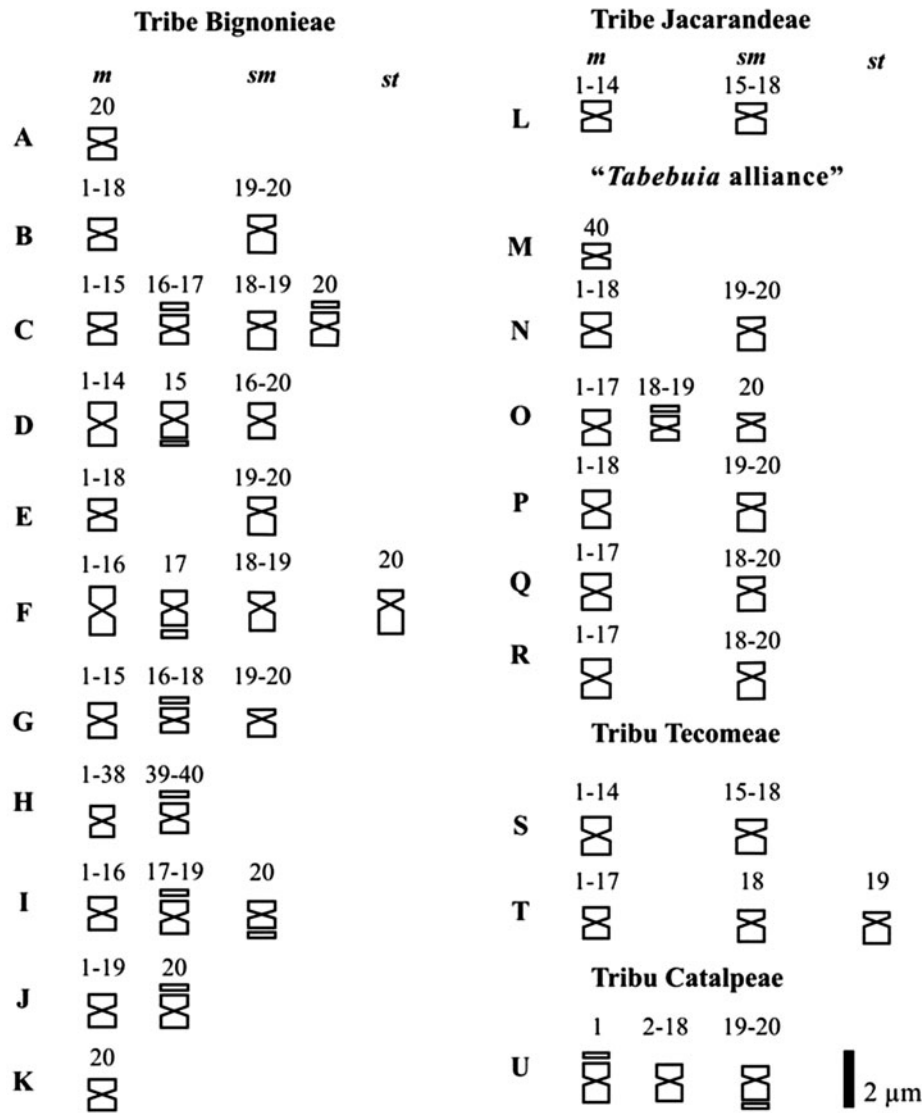 Tribe Bignonieae
m sm st
20
A
1-18 19-20
B
1-15 16-17 18-19 20
C
1-14 15 16-20
D
1-18 19-20
E
1-16 17 18-19 20
F
1-15 16-18 19-20
G
1-38 39-40
H
1-16 17-19 20
I
1-19 20
J
20
K
Tribe Jacarandeae
m sm st
1-14 15-18
L
“Tabebuia alliance”
40
M
1-18 19-20
N
1-17 18-19 20
O
1-18 19-20
P
1-17 18-20
Q
1-17 18-20
R
Tribu Tecomeae
1-14 15-18
S
1-17 18 19
T
Tribu Catalpeae
1 2-18 19-20
U
2 µm